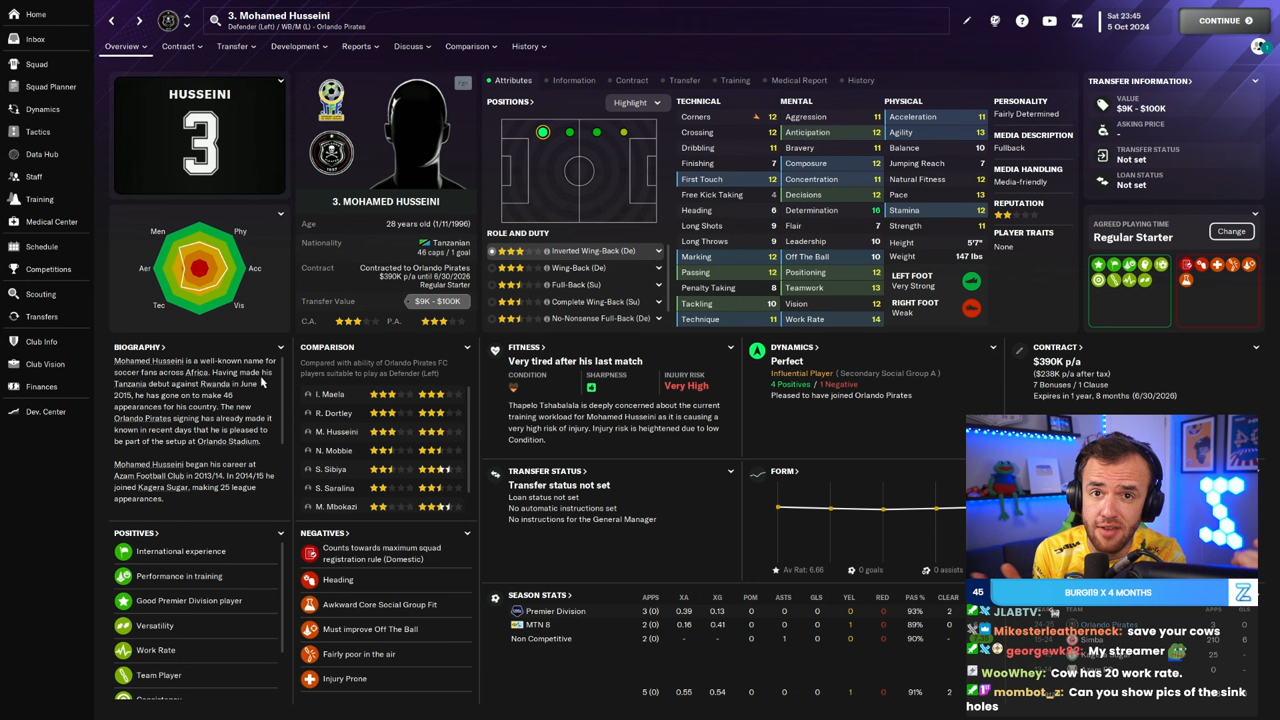 Home
Inbox
Squad
Squad Planner
Dynamics
Tactics
Data Hub
Staff
Training
Medical Center
Schedule
Competitions
Scouting
Transfers
Club Info
Club Vision
Finances
Dev. Center
3. Mohamed Husseini
Defender (Left) / WB/M (L) - Orlando Pirates
Sat 23:45
5 Oct 2024
CONTINUE
Overview
Contract
Transfer
Development
Reports
Discuss
Comparison
History
HUSSEINI
3
3. MOHAMED HUSSEINI
Age 28 years old (1/11/1996)
Nationality Tanzanian
46 caps / 1 goal
Contract Contracted to Orlando Pirates
$390K p/a until 6/30/2026
Regular Starter
Transfer Value $9K - $100K
C.A. P.A.
Men Phy
Aer Acc
Tec Vis
Attributes Information Contract Transfer Training Medical Report History
POSITIONS Highlight
ROLE AND DUTY
Inverted Wing-Back (De)
Wing-Back (De)
Full-Back (Su)
Complete Wing-Back (Su)
No-Nonsense Full-Back (De)
TECHNICAL
Corners 12
Crossing 12
Dribbling 11
Finishing 7
First Touch 12
Free Kick Taking 4
Heading 6
Long Shots 9
Long Throws 9
Marking 12
Passing 12
Penalty Taking 8
Tackling 10
Technique 11
MENTAL
Aggression 11
Anticipation 12
Bravery 11
Composure 12
Concentration 11
Decisions 12
Determination 16
Flair 7
Leadership 10
Off The Ball 10
Positioning 12
Teamwork 13
Vision 12
Work Rate 14
PHYSICAL
Acceleration 11
Agility 13
Balance 10
Jumping Reach 7
Natural Fitness 12
Pace 13
Stamina 12
Strength 11
Height 5'7"
Weight 147 lbs
LEFT FOOT
Very Strong
RIGHT FOOT
Weak
PERSONALITY
Fairly Determined
MEDIA DESCRIPTION
Fullback
MEDIA HANDLING
Media-friendly
REPUTATION
PLAYER TRAITS
None
TRANSFER INFORMATION
VALUE
$9K - $100K
ASKING PRICE
-
TRANSFER STATUS
Not set
LOAN STATUS
Not set
AGREED PLAYING TIME
Regular Starter
Change
BIOGRAPHY
Mohamed Husseini is a well-known name for
soccer fans across Africa. Having made his
Tanzania debut against Rwanda in June
2015, he has gone on to make 46
appearances for his country. The new
Orlando Pirates signing has already made it
known in recent days that he is pleased to
be part of the setup at Orlando Stadium.
Mohamed Husseini began his career at
Azam Football Club in 2013/14. In 2014/15 he
joined Kagera Sugar, making 25 league
appearances.
COMPARISON
Compared with ability of Orlando Pirates FC
players suitable to play as Defender (Left)
I. Maela
R. Dortley
M. Husseini
N. Mobbie
S. Sibiya
S. Saralina
M. Mbokazi
FITNESS
Very tired after his last match
CONDITION SHARPNESS INJURY RISK
Very High
Thapelo Tshabalala is deeply concerned about the
current training workload for Mohamed Husseini as it is causing a
very high risk of injury. Injury risk is heightened due to low
Condition.
DYNAMICS
Perfect
Influential Player ( Secondary Social Group A )
4 Positives / 1 Negative
Pleased to have joined Orlando Pirates
CONTRACT
$390K p/a
($238K p/a after tax)
7 Bonuses / 1 Clause
Expires in 1 year, 8 months (6/30/2026)
TRANSFER STATUS
Transfer status not set
Loan status not set
No automatic instructions set
No instructions for the General Manager
FORM
Av Rat: 6.66 0 goals 0 assists
POSITIVES
International experience
Performance in training
Good Premier Division player
Versatility
Work Rate
Team Player
Consistency
NEGATIVES
Counts towards maximum squad
registration rule (Domestic)
Heading
Awkward Core Social Group Fit
Must improve Off The Ball
Fairly poor in the air
Injury Prone
SEASON STATS APPS XA XG POM ASTS GLS YEL RED PAS % CLEAR
Premier Division 3 (0) 0.39 0.13 0 0 0 0 0 93% 2
MTN 8 2 (0) 0.16 0.41 0 0 0 1 0 89% 0
Non Competitive 2 (0) - - 0 1 0 0 0 90% -
5 (0) 0.55 0.54 0 0 0 1 0 91% 2
45 BURGI19 X 4 MONTHS
JLABTV:
Mikesterleatherneck: save your cows
georgewk92: My streamer
WooWhey: Cow has 20 work rate.
mombot_z: Can you show pics of the sink
holes